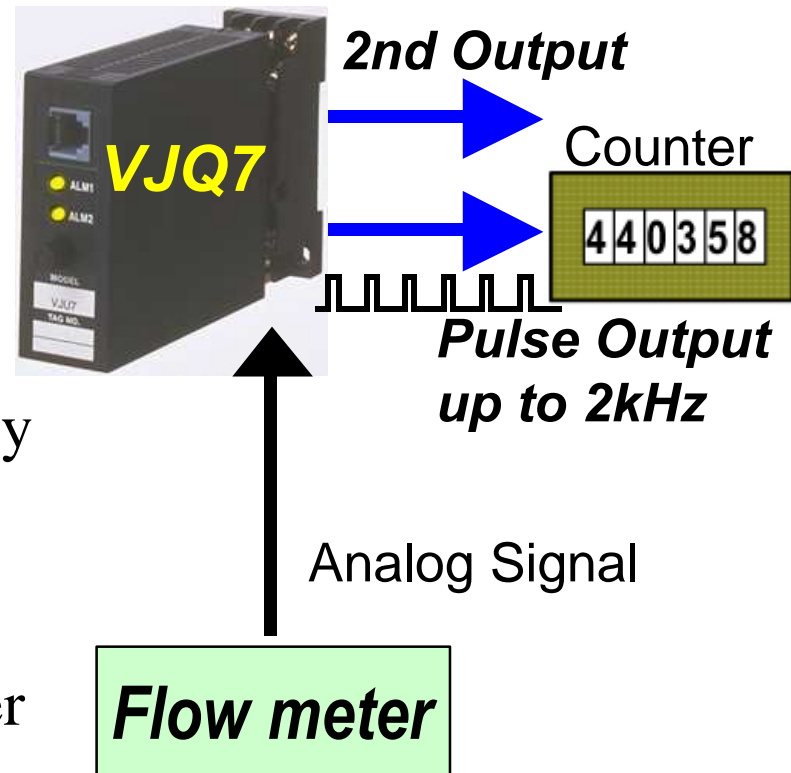 2nd Output
VJQ7
Counter
ALM1
440358
ALM2
MODEL
VJU7
TAG NO.
Pulse Output
up to 2kHz
y
Analog Signal
er
Flow meter